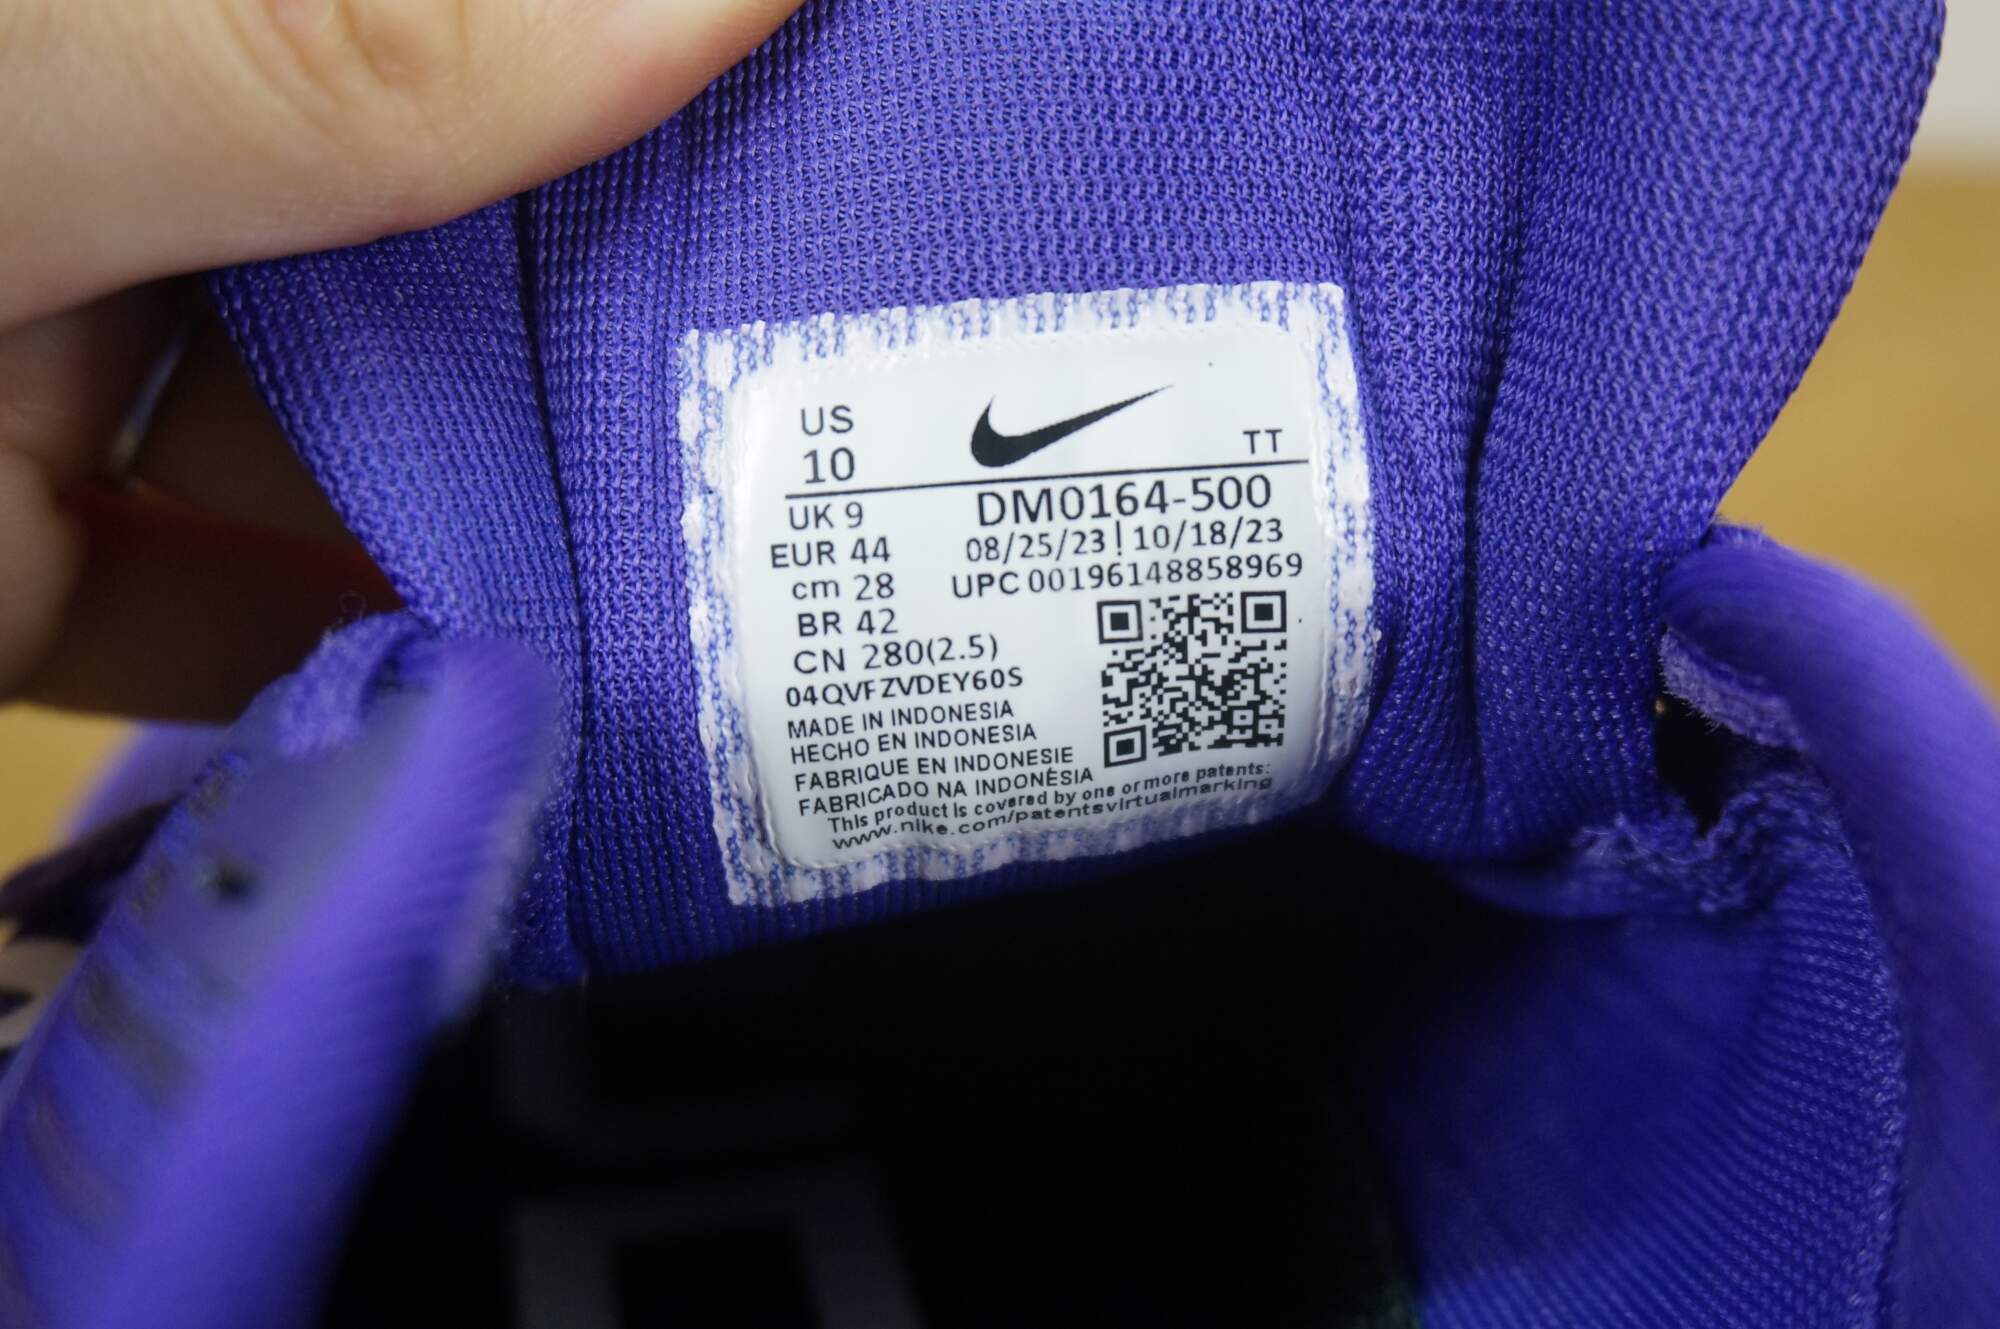 US
10
TT
UK 9
DM0164-500
EUR 44
08/25/23 | 10/18/23
cm 28
UPC 00196148858969
BR 42
CN 280(2.5)
04QVFZVDEY60S
MADE IN INDONESIA
HECHO EN INDONESIA
FABRIQUE EN INDONESIE
FABRICADO NA INDONÉSIA
This product is covered by one or more patents:
www.nike.com/patentsvirtualmarking